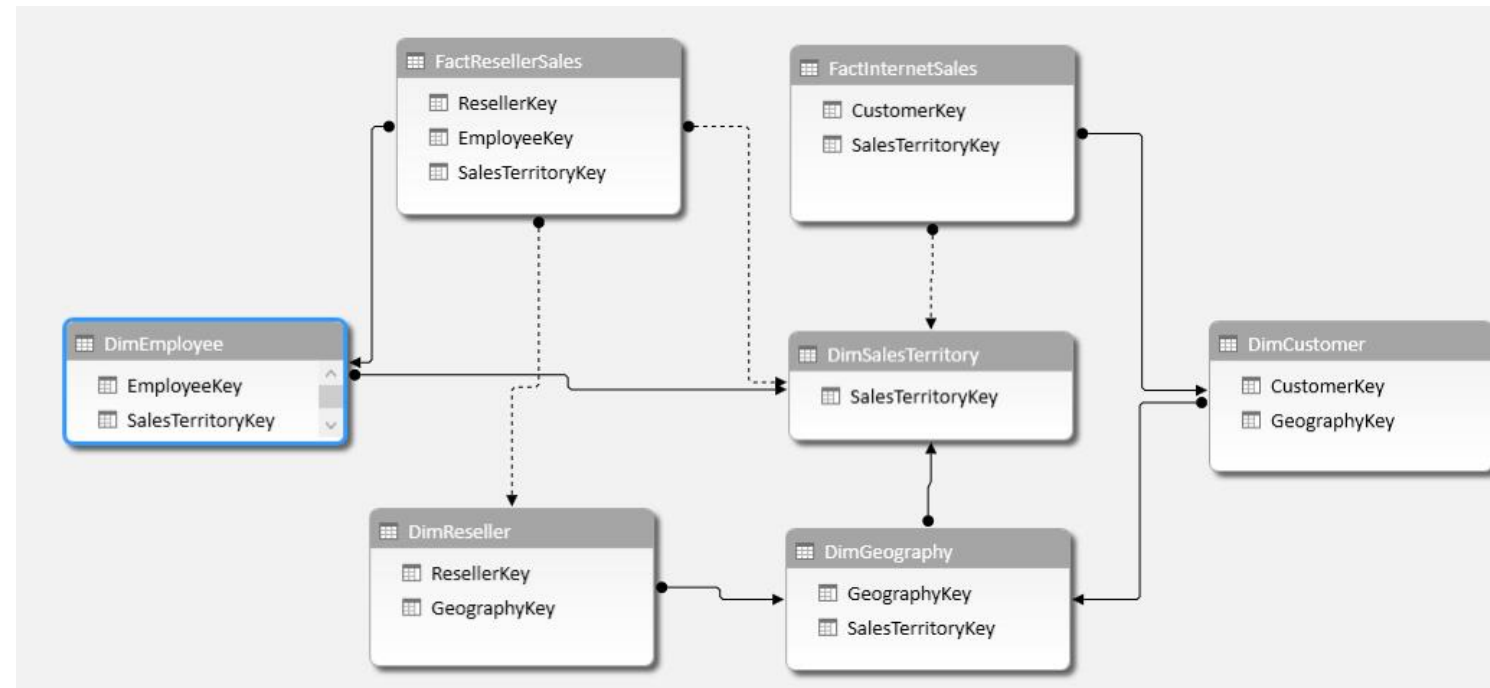 FactResellerSales
ResellerKey
EmployeeKey
SalesTerritoryKey
FactInternetSales
CustomerKey
SalesTerritoryKey
DimEmployee
EmployeeKey
SalesTerritoryKey
DimSalesTerritory
SalesTerritoryKey
DimCustomer
CustomerKey
GeographyKey
DimReseller
ResellerKey
GeographyKey
DimGeography
GeographyKey
SalesTerritoryKey